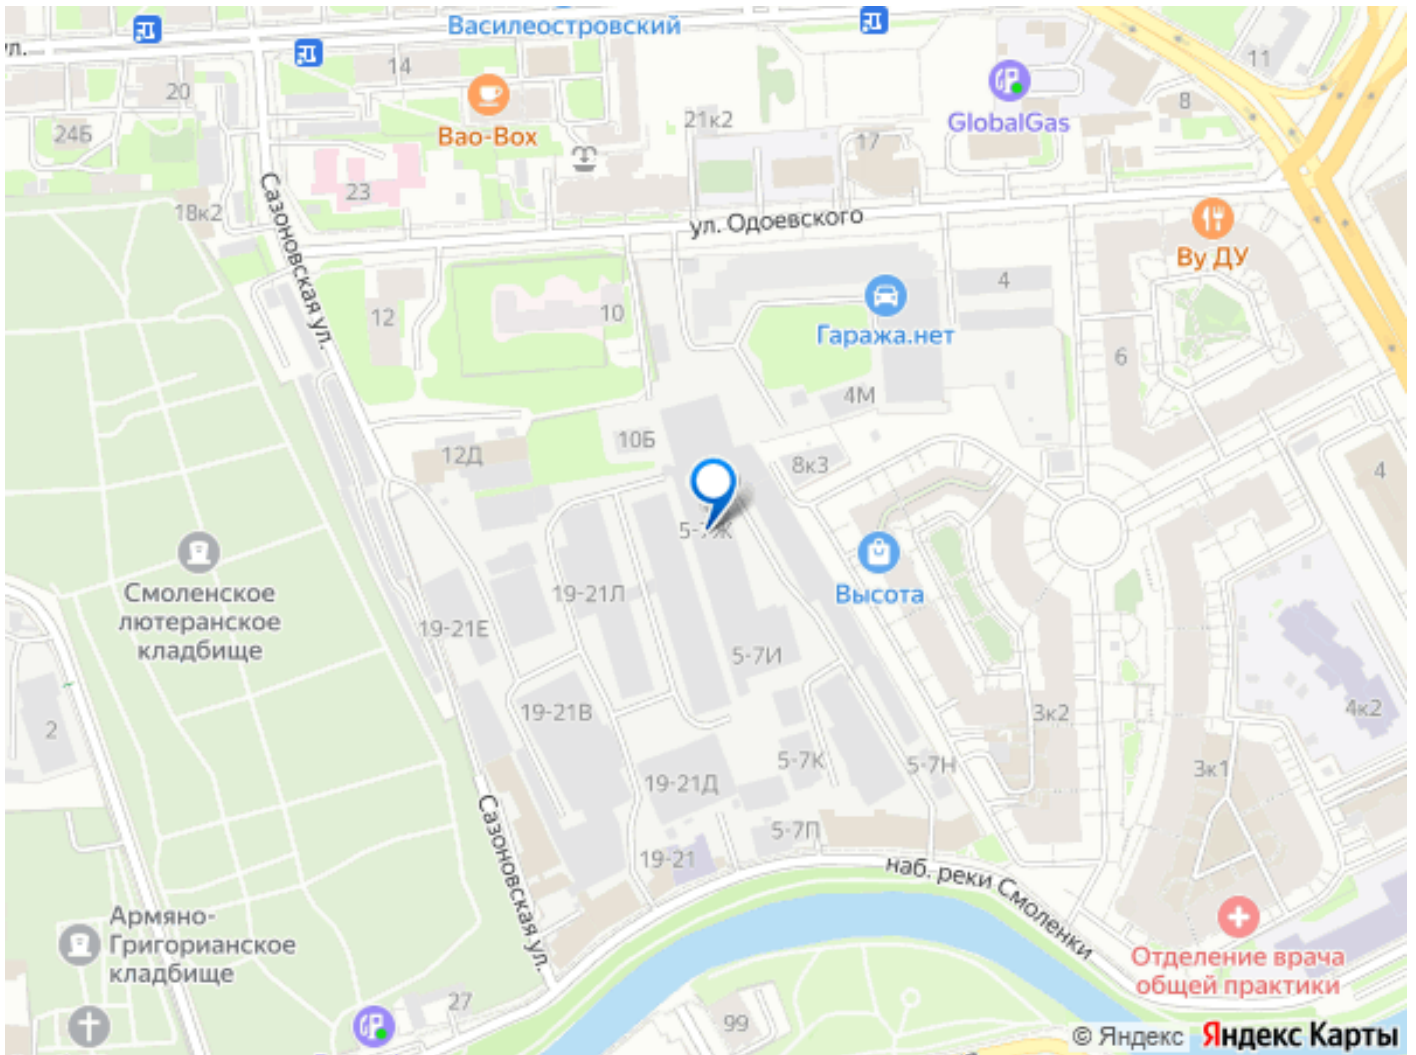 Василеостровский
ул.
14
11
20
Bao-Box
GlobalGas
8
24Б
21к2
17
23
Сазоновская ул.
18к2
ул. Одоевского
Ву ДУ
4
12
10
Гаража.нет
6
4М
10Б
12Д
8к3
4
5-7Ж
Смоленское
лютеранское
кладбище
19-21Л
Высота
19-21Е
5-7И
19-21В
3к2
4к2
2
5-7К
5-7Н
3к1
19-21Д
Сазоновская ул.
5-7П
19-21
наб. реки Смоленки
Армяно-
Григорианское
кладбище
Отделение врача
общей практики
27
99
© Яндекс Яндекс Карты